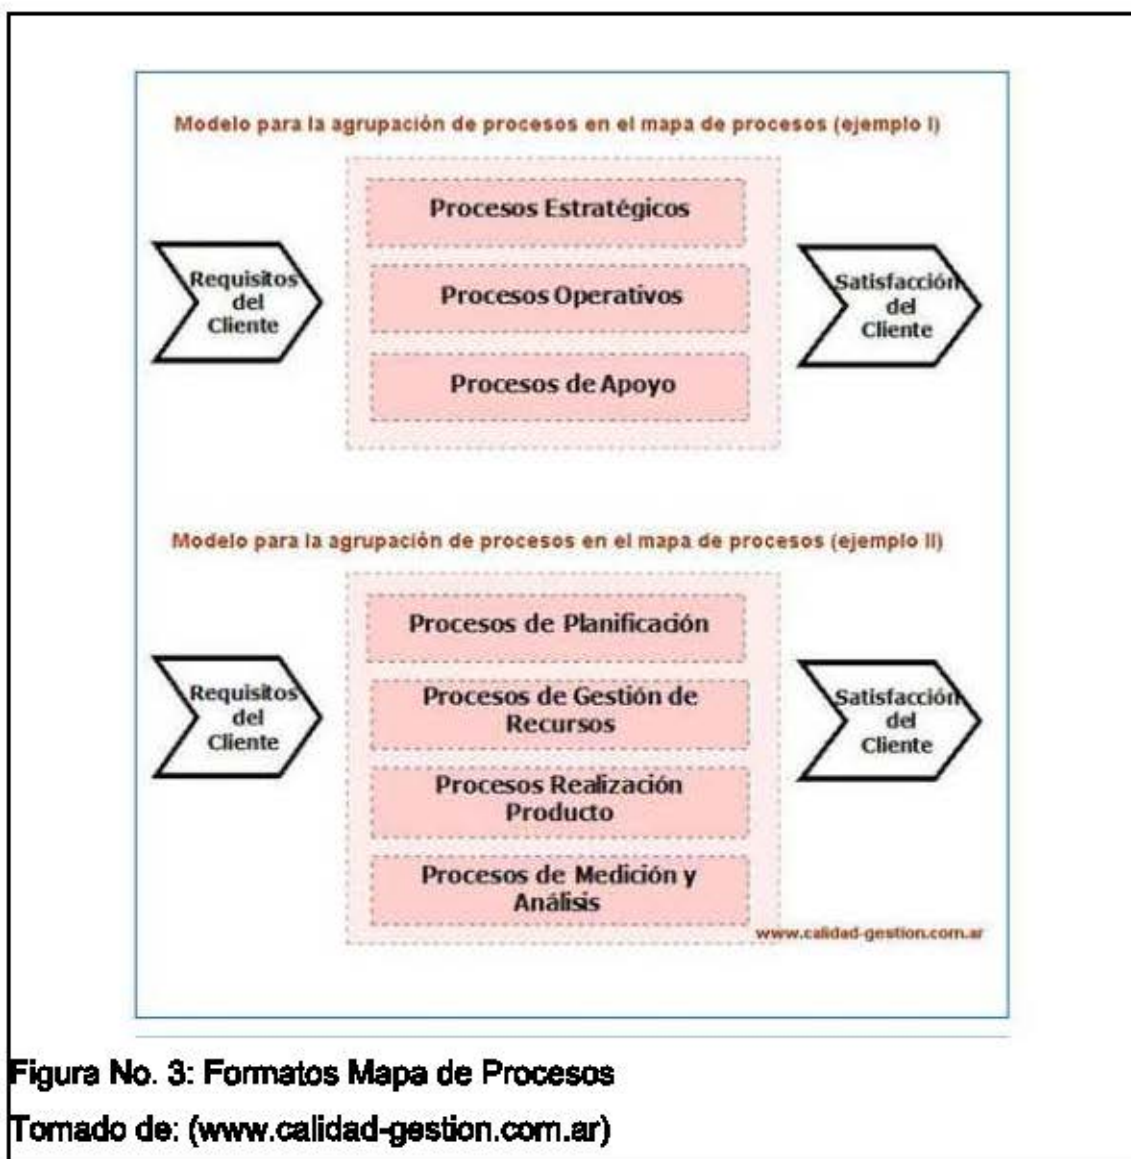 Modelo para la agrupación de procesos en el mapa de procesos (ejemplo I)
Procesos Estratégicos
Requisitos
del
Cliente
Procesos Operativos
Satisfacción
del
Cliente
Procesos de Apoyo
Modelo para la agrupación de procesos en el mapa de procesos (ejemplo II)
Procesos de Planificación
Requisitos
del
Cliente
Procesos de Gestión de
Recursos
Satisfacción
del
Cliente
Procesos Realización
Producto
Procesos de Medición y
Análisis
www.calidad-gestion.com.ar
Figura No. 3: Formatos Mapa de Procesos
Tomado de: (www.calidad-gestion.com.ar)